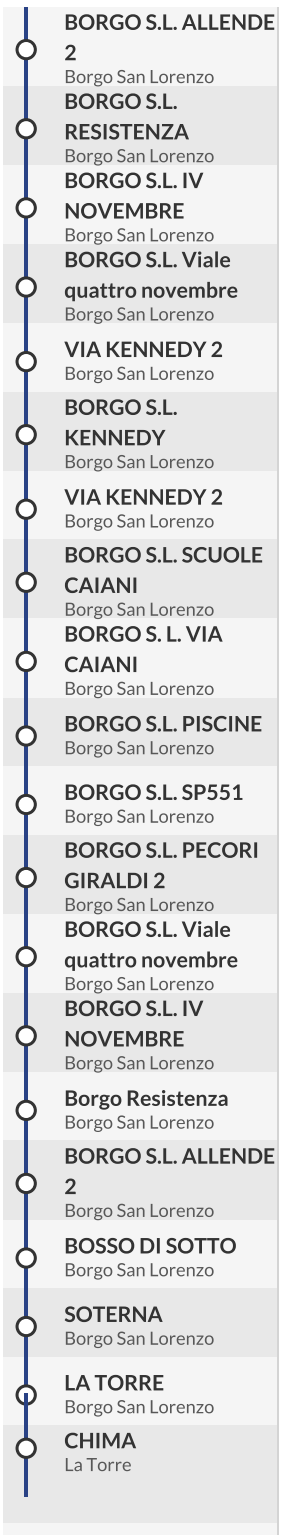 BORGO S.L. ALLENDE
2
Borgo San Lorenzo
BORGO S.L.
RESISTENZA
Borgo San Lorenzo
BORGO S.L. IV
NOVEMBRE
Borgo San Lorenzo
BORGO S.L. Viale
quattro novembre
Borgo San Lorenzo
VIA KENNEDY 2
Borgo San Lorenzo
BORGO S.L.
KENNEDY
Borgo San Lorenzo
VIA KENNEDY 2
Borgo San Lorenzo
BORGO S.L. SCUOLE
CAIANI
Borgo San Lorenzo
BORGO S. L. VIA
CAIANI
Borgo San Lorenzo
BORGO S.L. PISCINE
Borgo San Lorenzo
BORGO S.L. SP551
Borgo San Lorenzo
BORGO S.L. PECORI
GIRALDI 2
Borgo San Lorenzo
BORGO S.L. Viale
quattro novembre
Borgo San Lorenzo
BORGO S.L. IV
NOVEMBRE
Borgo San Lorenzo
Borgo Resistenza
Borgo San Lorenzo
BORGO S.L. ALLENDE
2
Borgo San Lorenzo
BOSSO DI SOTTO
Borgo San Lorenzo
SOTERNA
Borgo San Lorenzo
LA TORRE
Borgo San Lorenzo
CHIMA
La Torre